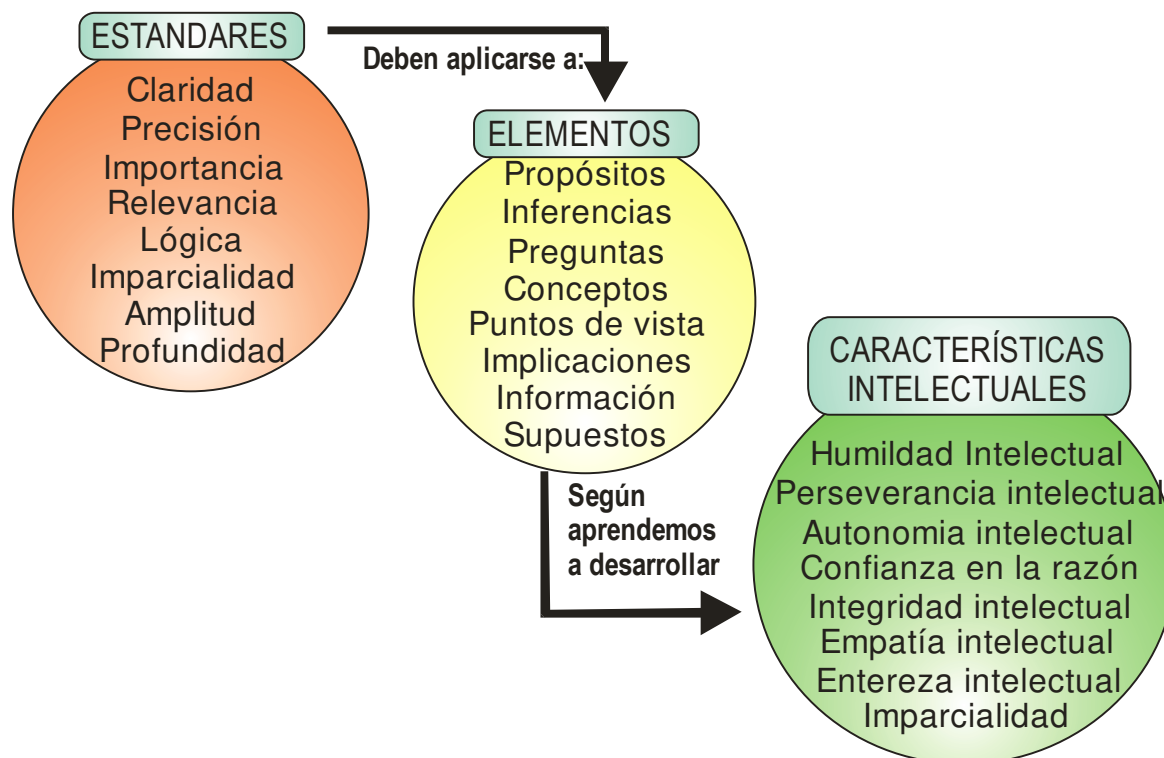 ESTANDARES
Deben aplicarse a:
Claridad
Precisión
Importancia
Relevancia
Lógica
Imparcialidad
Amplitud
Profundidad
ELEMENTOS
Propósitos
Inferencias
Preguntas
Conceptos
Puntos de vista
Implicaciones
Información
Supuestos
Según
aprendemos
a desarrollar
CARACTERÍSTICAS
INTELECTUALES
Humildad Intelectual
Perseverancia intelectual
Autonomia intelectual
Confianza en la razón
Integridad intelectual
Empatía intelectual
Entereza intelectual
Imparcialidad